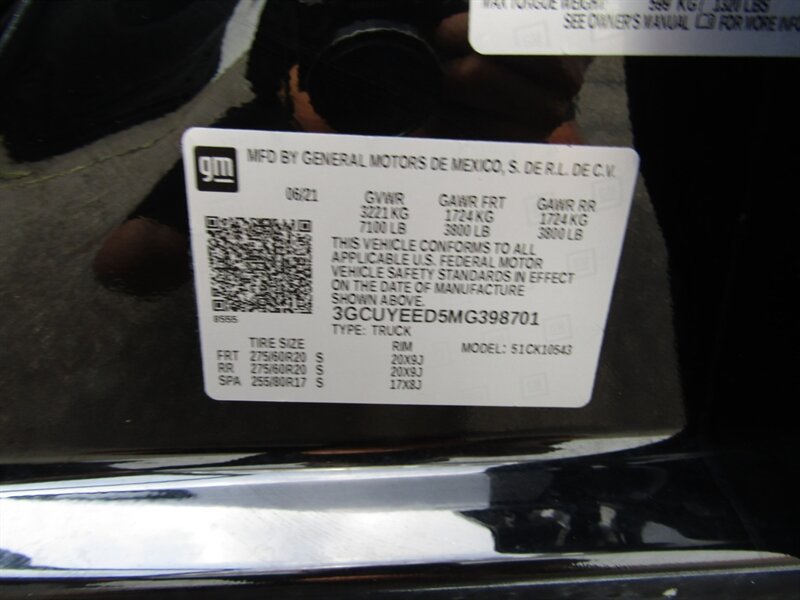 MAX TORQUE WEIGHT 599 KG 1320 LBS
SEE OWNER'S MANUAL FOR MORE INFO
gm
MFD BY GENERAL MOTORS DE MEXICO, S. DE R.L. DE C.V.
06/21 GVWR GAWR FRT GAWR RR
3221 KG 1724 KG 1724 KG
7100 LB 3800 LB 3800 LB
THIS VEHICLE CONFORMS TO ALL
APPLICABLE U.S. FEDERAL MOTOR
VEHICLE SAFETY STANDARDS IN EFFECT
ON THE DATE OF MANUFACTURE
SHOWN ABOVE.
8555
3GCUYEED5MG398701
TYPE: TRUCK
TIRE SIZE RIM MODEL: 51CK10543
FRT 275/60R20 S 20X9J
RR 275/60R20 S 20X9J
SPA 255/80R17 S 17X8J